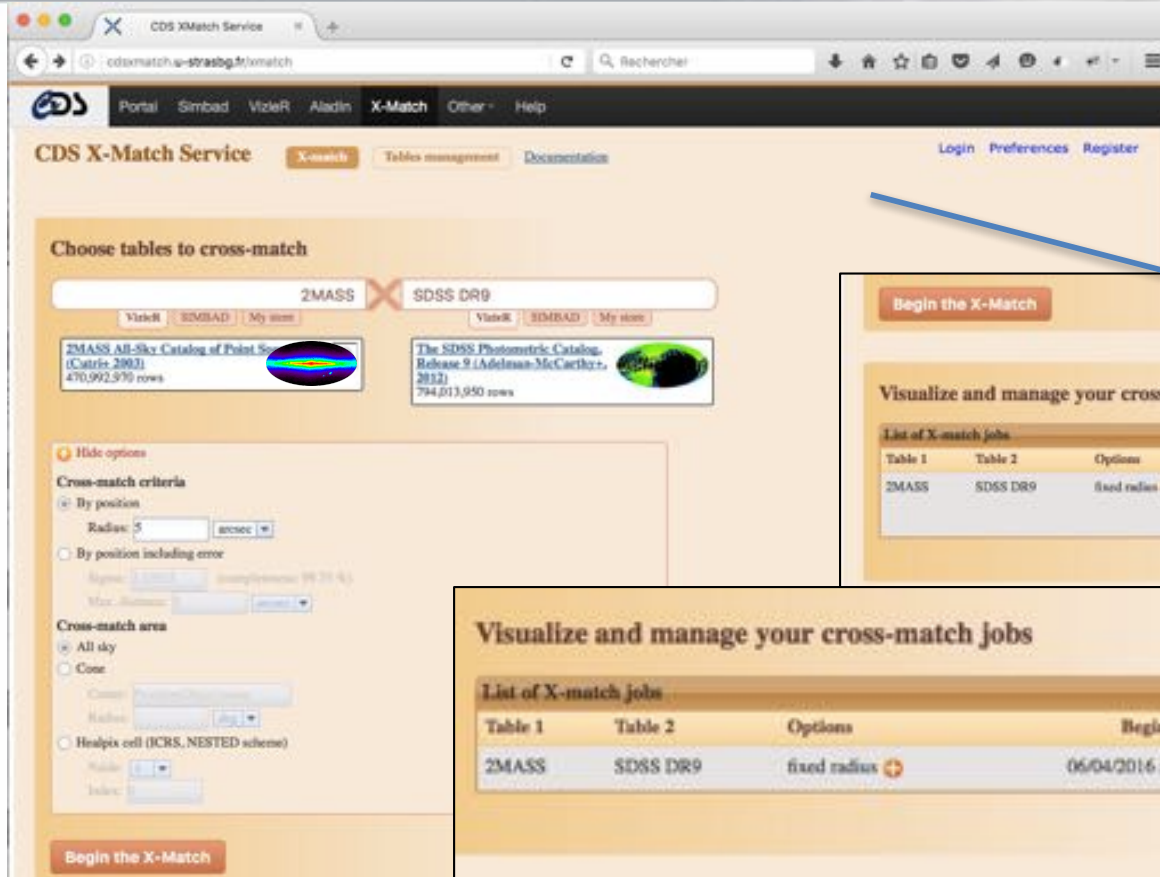 CDS XMatch Service
cdsxmatch.u-strasbg.fr/xmatch
Rechercher
CDS Portal Simbad VizieR Aladin X-Match Other Help
CDS X-Match Service X-match Tables management Documentation
Login Preferences Register
Choose tables to cross-match
2MASS SDSS DR9
VizieR SIMBAD My store VizieR SIMBAD My store
2MASS All-Sky Catalog of Point
(Cutri+ 2003)
470,992,970 rows
The SDSS Photometric Catalog,
Release 9 (Adelman-McCarthy+,
2012)
794,013,950 rows
Hide options
Cross-match criteria
By position
Radius: 5 arcsec
By position including error
Cross-match area
All sky
Cone
Radius: deg
Healpix cell (ICRS, NESTED scheme)
Begin the X-Match
Begin the X-Match
Visualize and manage your cross
List of X-match jobs
Table 1 Table 2 Options
2MASS SDSS DR9 fixed radius
Visualize and manage your cross-match jobs
List of X-match jobs
Table 1 Table 2 Options Begi
2MASS SDSS DR9 fixed radius 06/04/2016